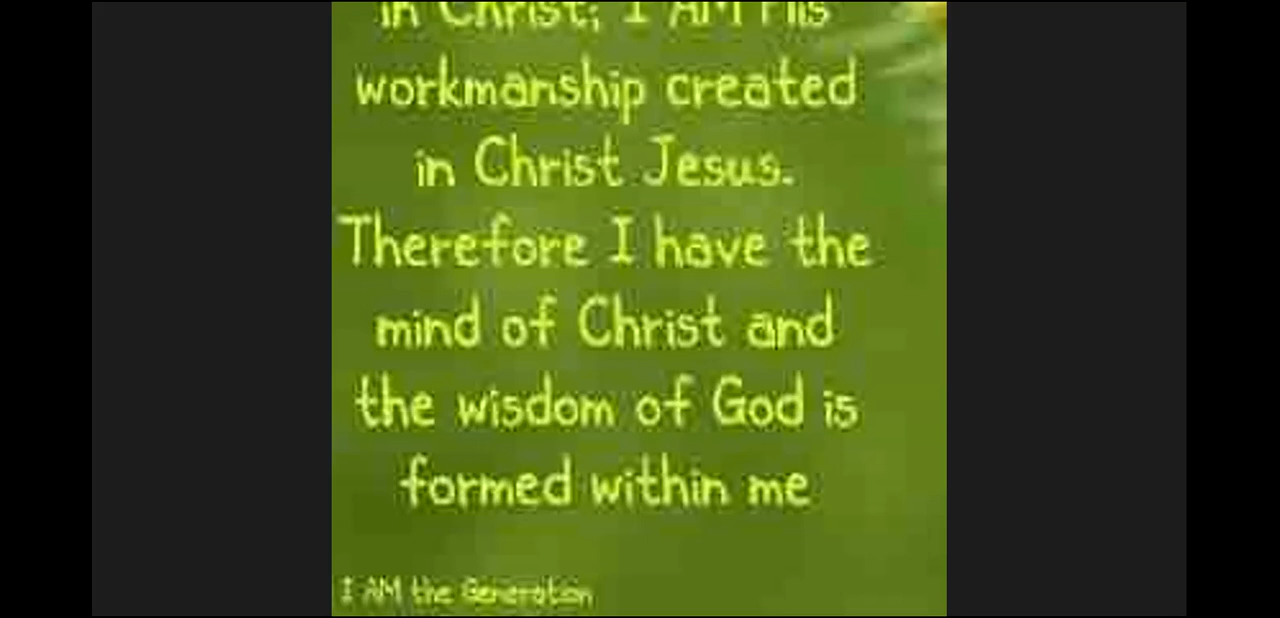 in Christ; I AM His
workmanship created
in Christ Jesus.
Therefore I have the
mind of Christ and
the wisdom of God is
formed within me
I AM the Generation